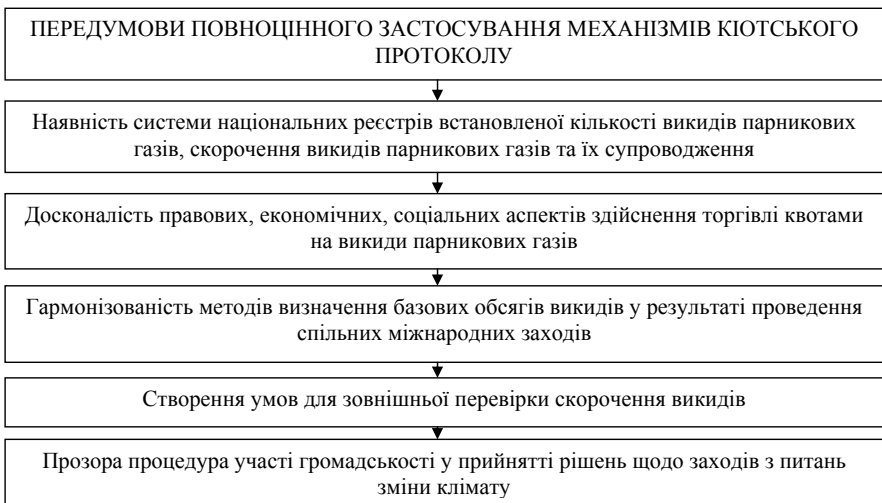 ПЕРЕДУМОВИ ПОВНОЦІННОГО ЗАСТОСУВАННЯ МЕХАНІЗМІВ КІОТСЬКОГО
ПРОТОКОЛУ
Наявність системи національних реєстрів встановленої кількості викидів парникових
газів, скорочення викидів парникових газів та їх супроводження
Досконалість правових, економічних, соціальних аспектів здійснення торгівлі квотами
на викиди парникових газів
Гармонізованість методів визначення базових обсягів викидів у результаті проведення
спільних міжнародних заходів
Створення умов для зовнішньої перевірки скорочення викидів
Прозора процедура участі громадськості у прийнятті рішень щодо заходів з питань
зміни клімату